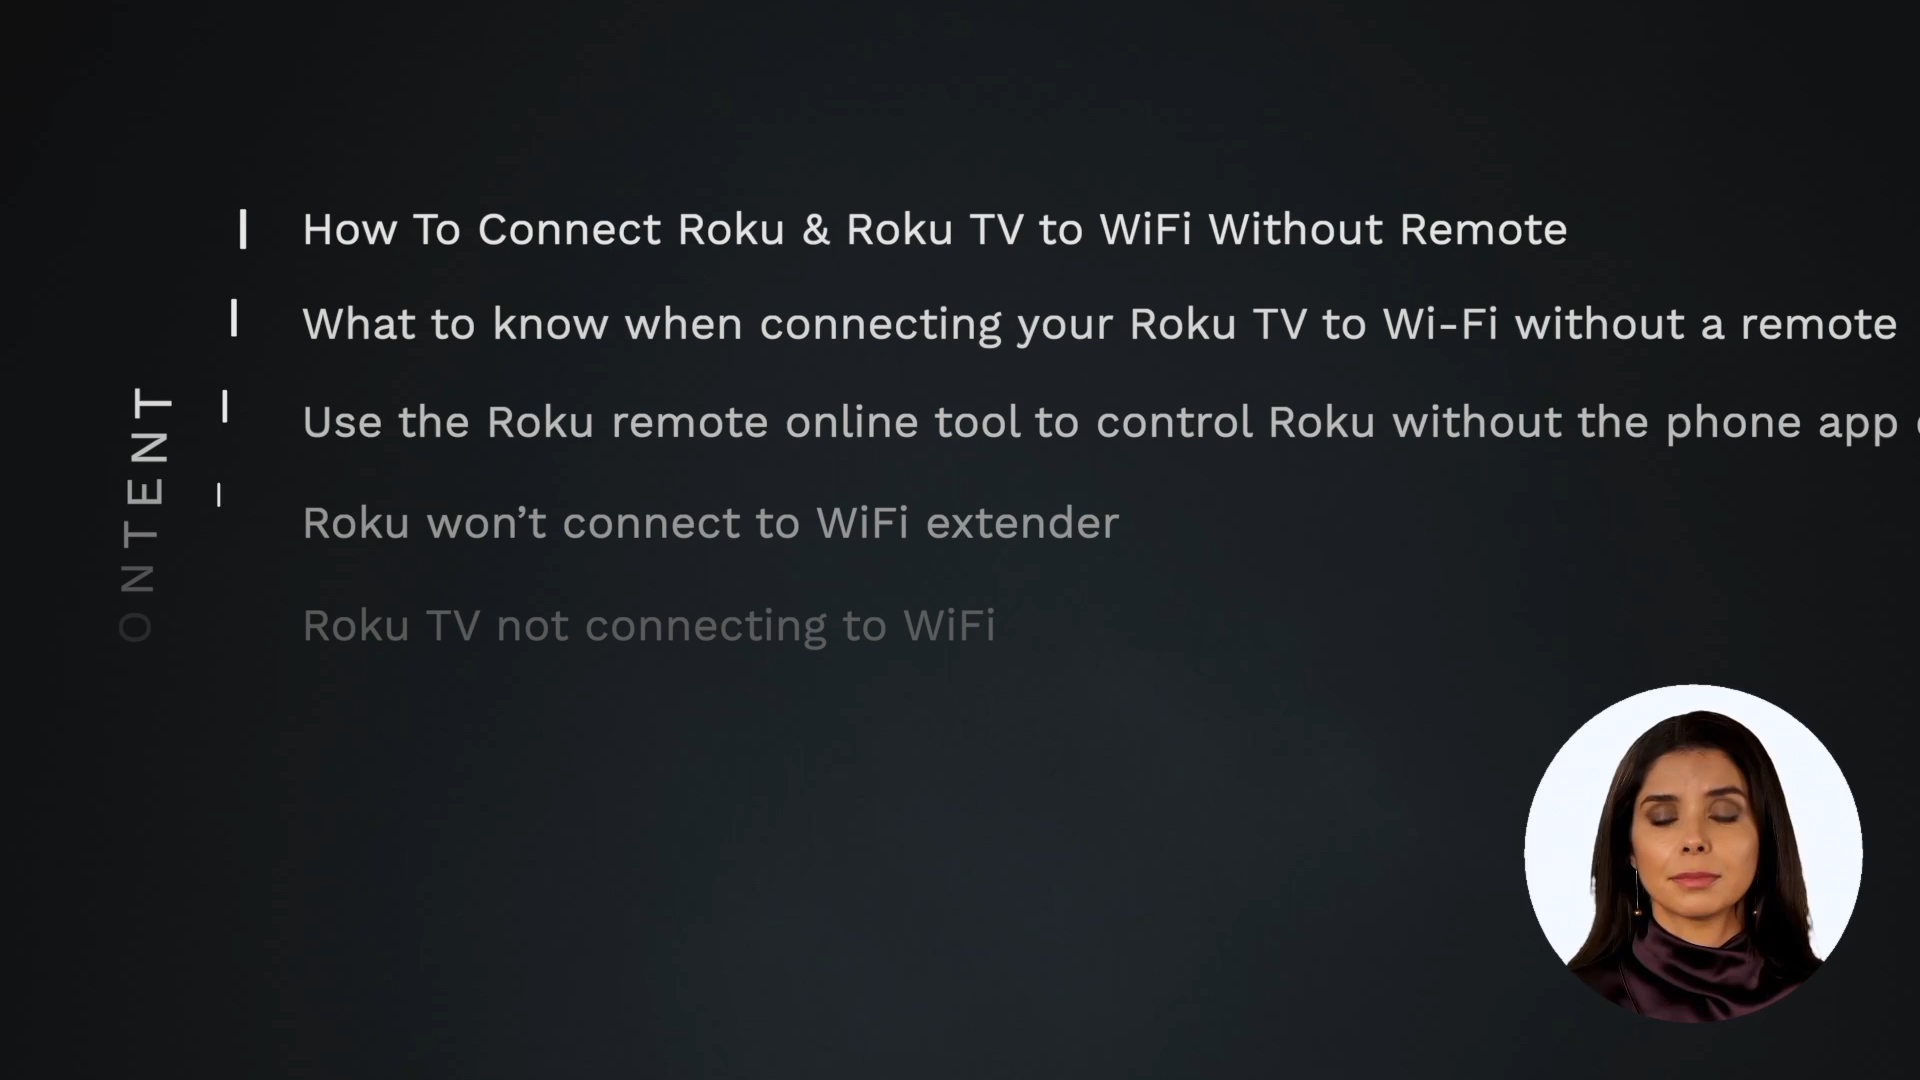 How To Connect Roku & Roku TV to WiFi Without Remote
What to know when connecting your Roku TV to Wi-Fi without a remote
Use the Roku remote online tool to control Roku without the phone app
Roku won’t connect to WiFi extender
Roku TV not connecting to WiFi
ONTENT